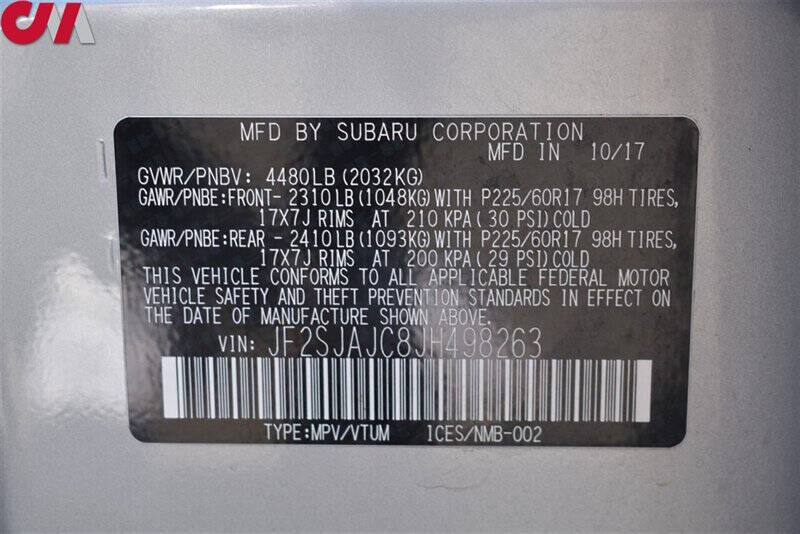 MFD BY SUBARU CORPORATION
MFD IN 10/17
GVWR/PNBV: 4480LB(2032KG)
GAWR/PNBE:FRONT- 2310LB(1048KG)WITH P225/60R17 98H TIRES,
17X7J RIMS AT 210 KPA(30 PSI)COLD
GAWR/PNBE:REAR - 2410LB(1093KG)WITH P225/60R17 98H TIRES,
17X7J RIMS AT 200 KPA(29 PSI)COLD
THIS VEHICLE CONFORMS TO ALL APPLICABLE FEDERAL MOTOR
VEHICLE SAFETY AND THEFT PREVENTION STANDARDS IN EFFECT ON
THE DATE OF MANUFACTURE SHOWN ABOVE.
VIN: JF2SJAJC8JH498263
TYPE:MPV/VTUM ICES/NMB-002